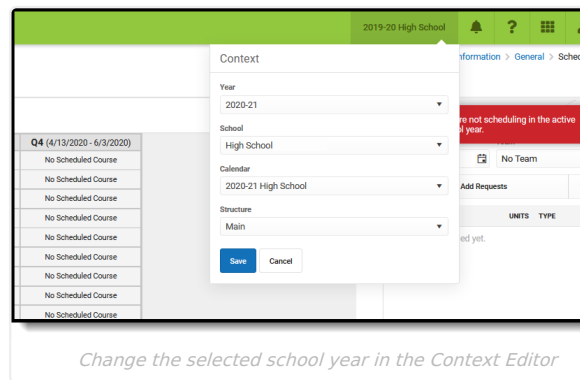 2019-20 High School
?
Context
Information > General > Sched
Year
2020-21
School
High School
Calendar
2020-21 High School
Structure
Main
Save
Cancel
re not scheduling in the active
l year.
No Team
Add Requests
UNITS TYPE
ed yet.
Q4 (4/13/2020 - 6/3/2020)
No Scheduled Course
No Scheduled Course
No Scheduled Course
No Scheduled Course
No Scheduled Course
No Scheduled Course
No Scheduled Course
No Scheduled Course
No Scheduled Course
Change the selected school year in the Context Editor